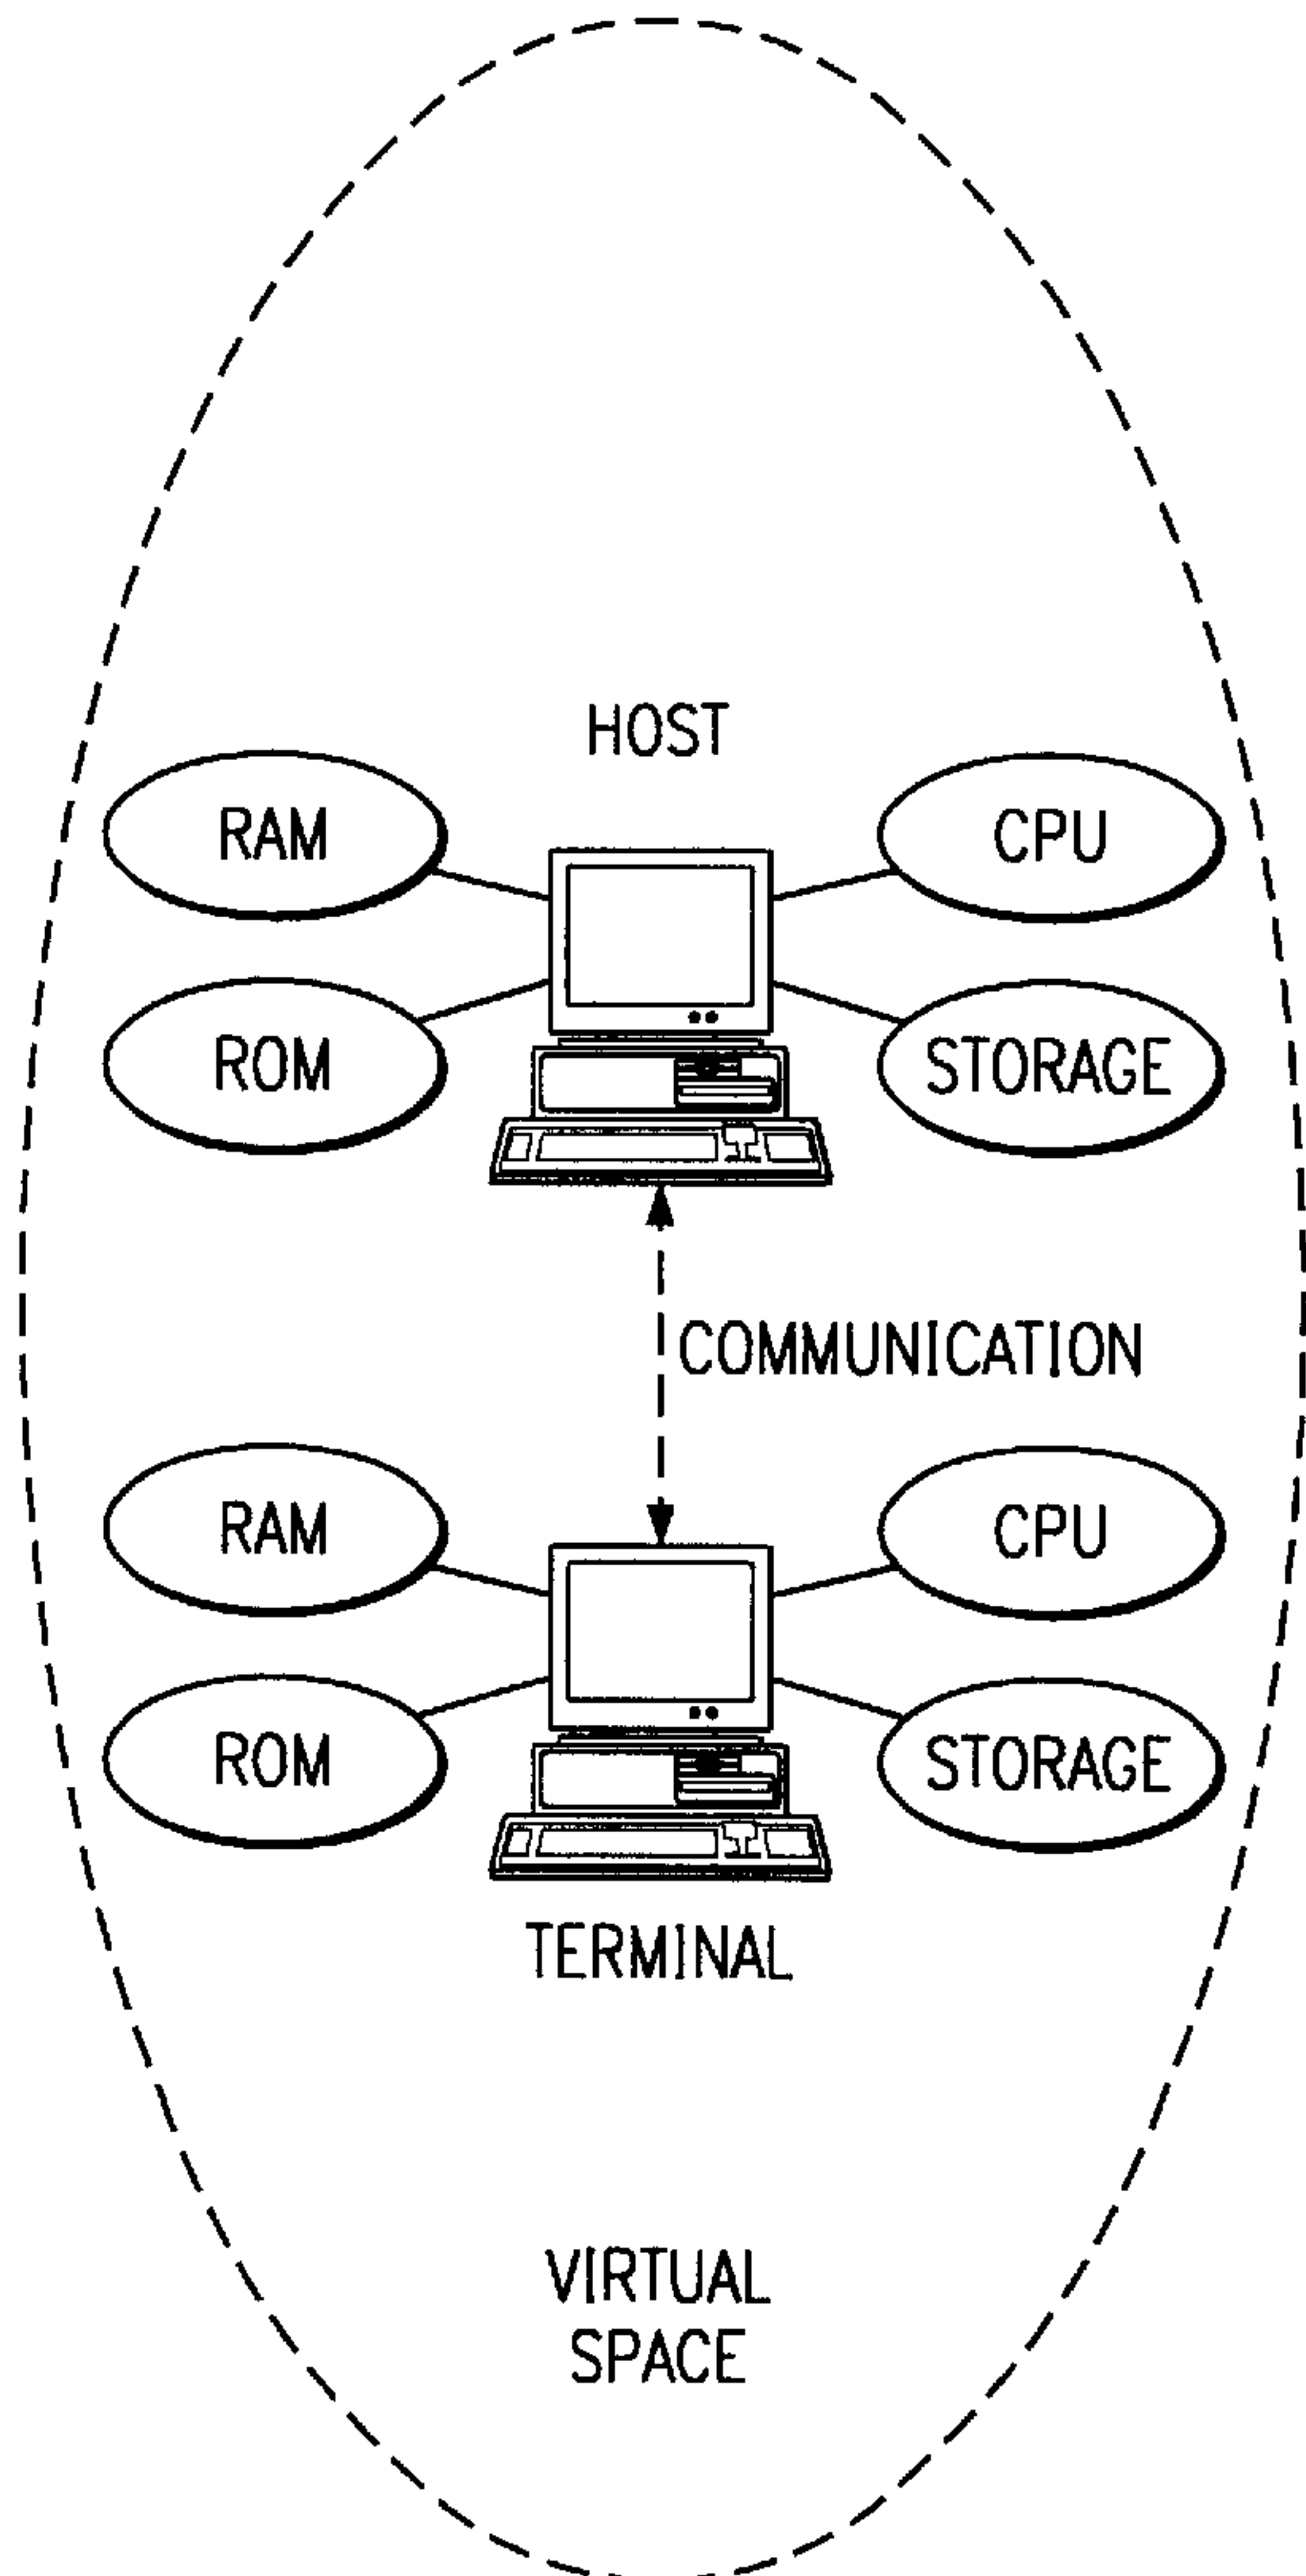 HOST
RAM
CPU
ROM
STORAGE
COMMUNICATION
RAM
CPU
ROM
STORAGE
TERMINAL
VIRTUAL
SPACE